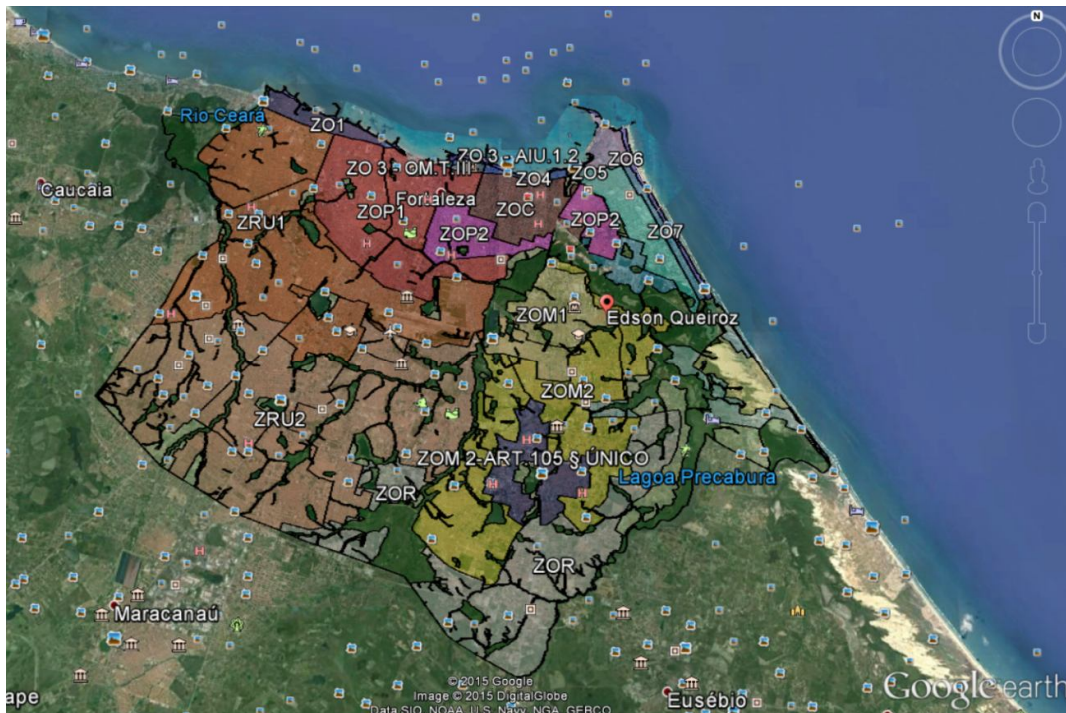 N
Rio Ceará
ZO1
ZO 3 - AIU.1.2
ZO6
ZO 3 - OM.T.III
ZO5
ZO4
Caucaia
Fortaleza
ZOP1
ZOC
ZOP2
ZRU1
ZOP2
ZO7
ZOM1
Edson Queiroz
ZOM2
ZRU2
ZOM 2-ART. 105 § ÚNICO
Lagoa Precabura
ZOR
ZOR
Maracanaú
© 2015 Google
Image © 2015 DigitalGlobe
Data SIO, NOAA, U.S. Navy, NGA, GEBCO
ape
Eusébio
Google earth